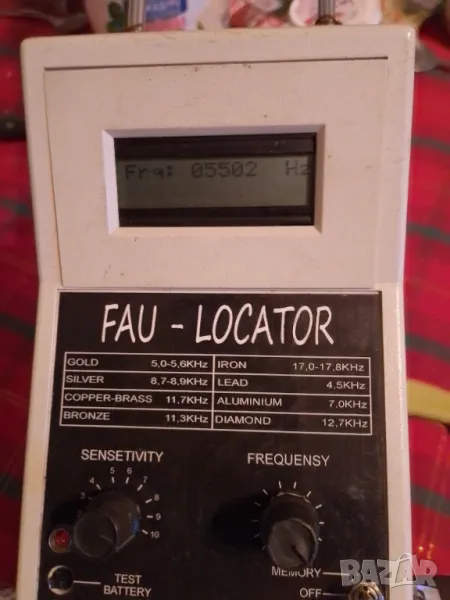 Frq: 05502 Hz
FAU - LOCATOR
GOLD 5,0-5,6KHz IRON 17,0-17,8KHz
SILVER 8,7-8,9KHz LEAD 4,5KHz
COPPER-BRASS 11,7KHz ALUMINIUM 7,0KHz
BRONZE 11,3KHz DIAMOND 12,7KHz
SENSETIVITY FREQUENSY
4 5 6 7 8 9 10
TEST BATTERY
MEMORY
OFF
BAZAR